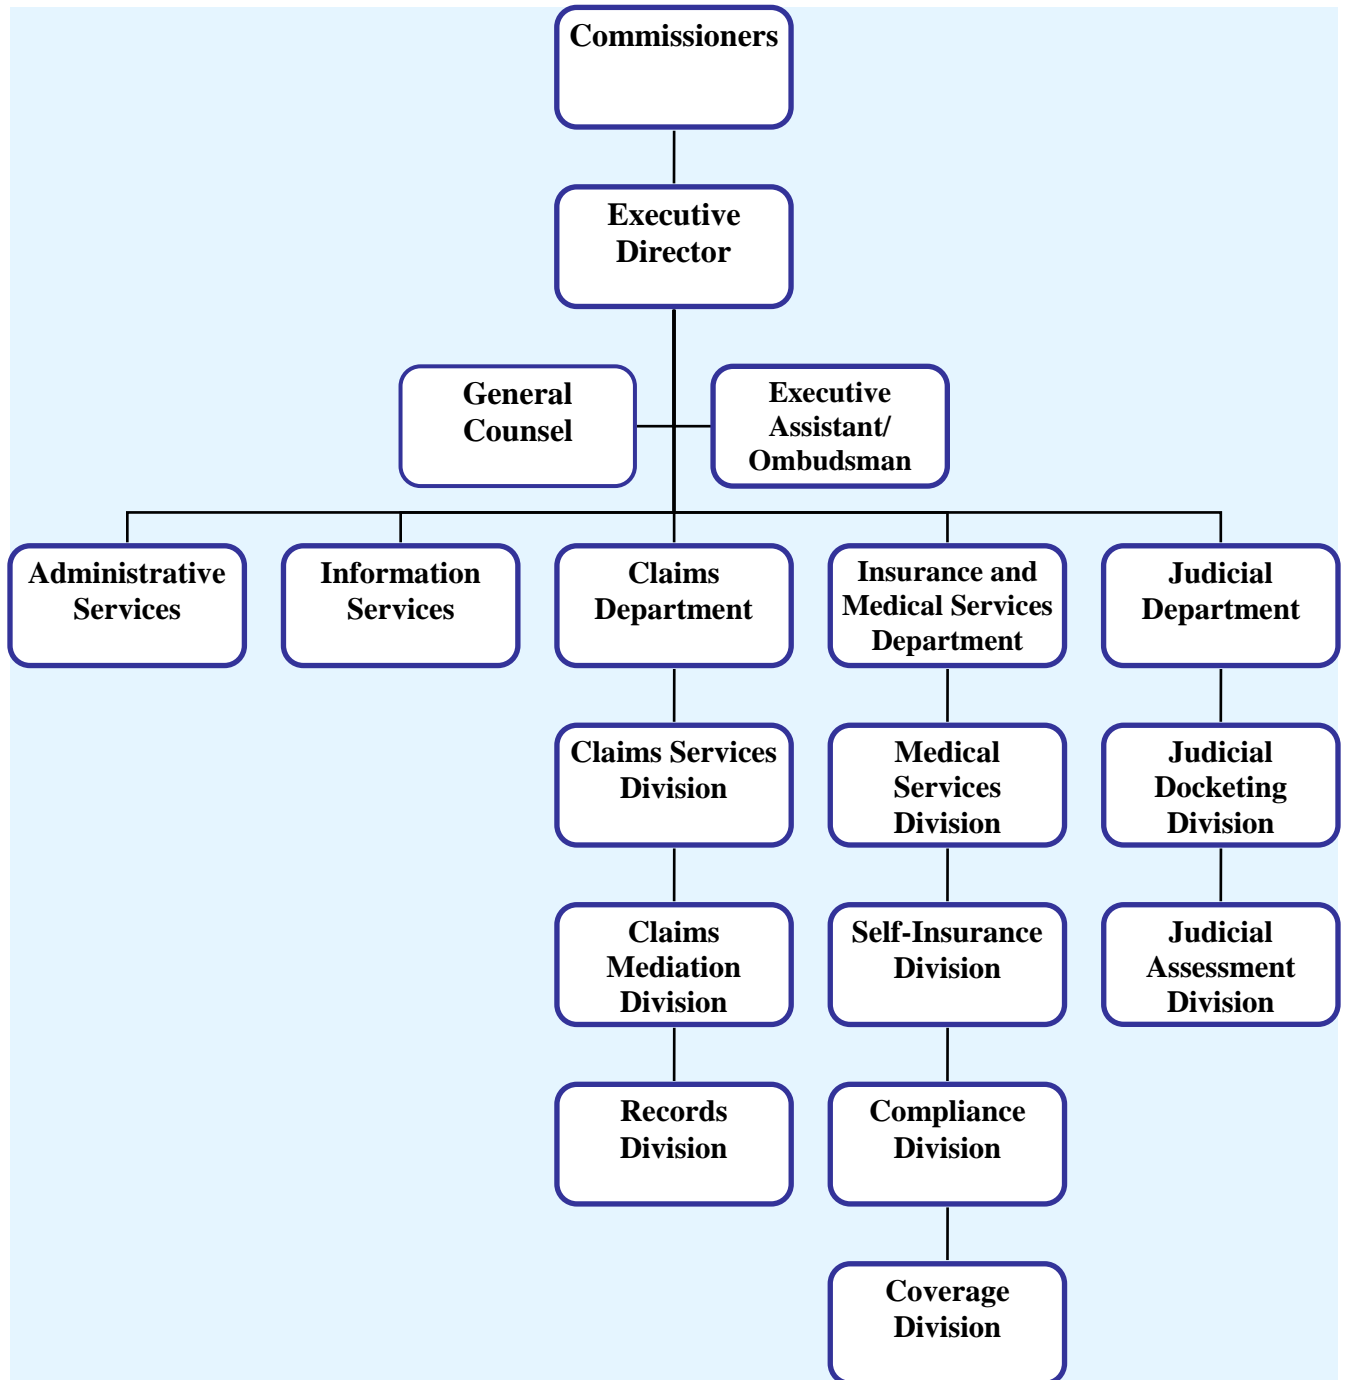 Commissioners
Executive
Director
General
Counsel
Executive
Assistant/
Ombudsman
Administrative
Services
Information
Services
Claims
Department
Insurance and
Medical Services
Department
Judicial
Department
Claims Services
Division
Medical
Services
Division
Judicial
Docketing
Division
Claims
Mediation
Division
Self-Insurance
Division
Judicial
Assessment
Division
Records
Division
Compliance
Division
Coverage
Division